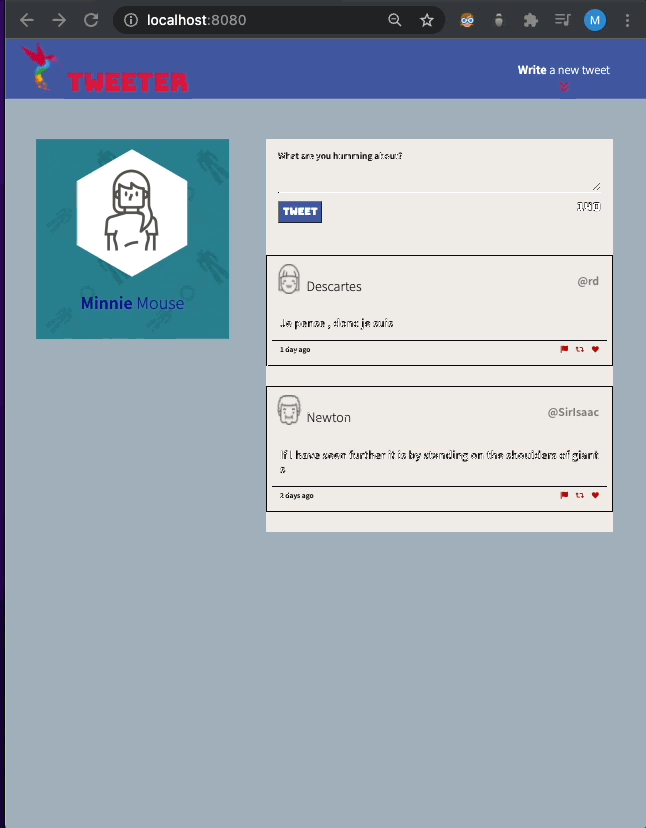 localhost:8080
M
TWEETER
Write a new tweet
Minnie Mouse
What are you humming about?
TWEET
140
Descartes
@rd
Je pense , donc je suis
1 day ago
Newton
@SirIsaac
If I have seen further it is by standing on the shoulders of giant
s
2 days ago